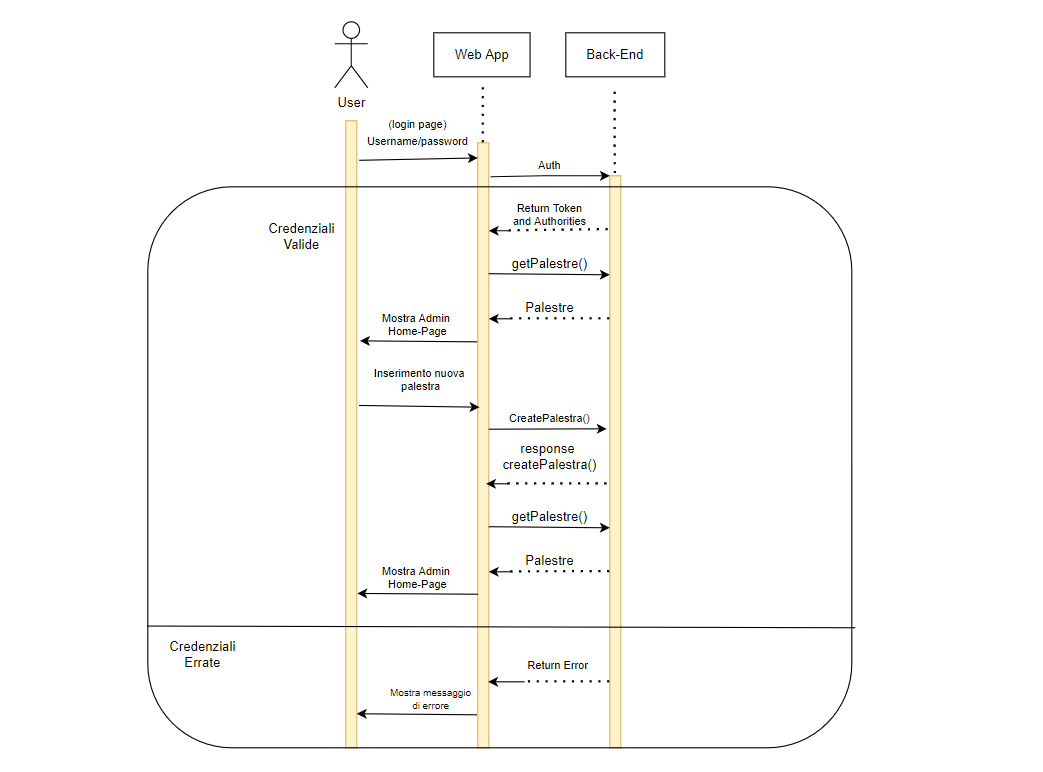 Web App
Back-End
User
(login page)
Username/password
Auth
Return Token
and Authorities
Credenziali
Valide
getPalestre()
Palestre
Mostra Admin
Home-Page
Inserimento nuova
palestra
CreatePalestra()
response
createPalestra()
getPalestre()
Palestre
Mostra Admin
Home-Page
Credenziali
Errate
Return Error
Mostra messaggio
di errore